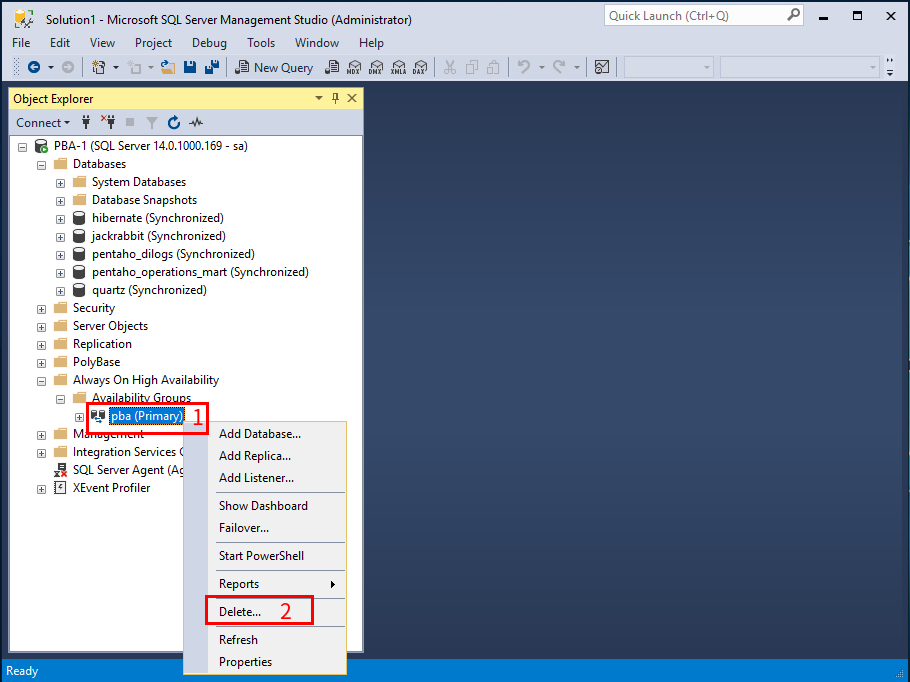 Solution1 - Microsoft SQL Server Management Studio (Administrator)
Quick Launch (Ctrl+Q)
File Edit View Project Debug Tools Window Help
New Query MDX DMX XMLA DAX
Object Explorer
Connect
PBA-1 (SQL Server 14.0.1000.169 - sa)
Databases
System Databases
Database Snapshots
hibernate (Synchronized)
jackrabbit (Synchronized)
pentaho_dilogs (Synchronized)
pentaho_operations_mart (Synchronized)
quartz (Synchronized)
Security
Server Objects
Replication
PolyBase
Always On High Availability
Availability Groups
pba (Primary) 1
Management
Integration Services C
SQL Server Agent (Ag
XEvent Profiler
Add Database...
Add Replica...
Add Listener...
Show Dashboard
Failover...
Start PowerShell
Reports
Delete... 2
Refresh
Properties
Ready